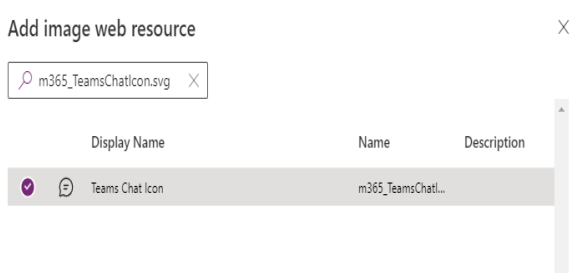 Add image web resource
m365_TeamsChatIcon.svg
Display Name Name Description
Teams Chat Icon m365_TeamsChatI...